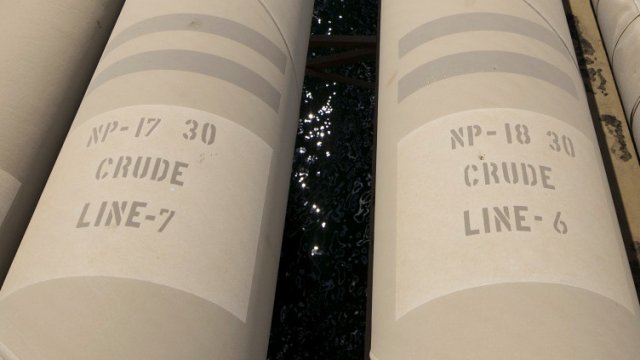 NP-17 30
CRUDE
LINE-7
NP-18 30
CRUDE
LINE-6